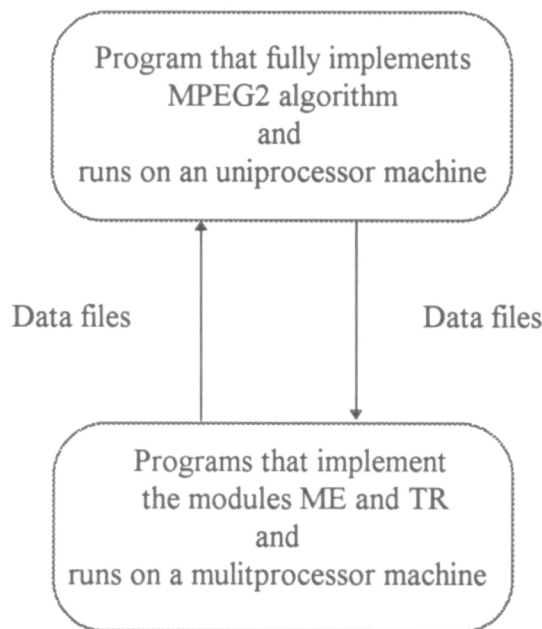 Program that fully implements
MPEG2 algorithm
and
runs on an uniprocessor machine
Data files
Data files
Programs that implement
the modules ME and TR
and
runs on a mulitprocessor machine